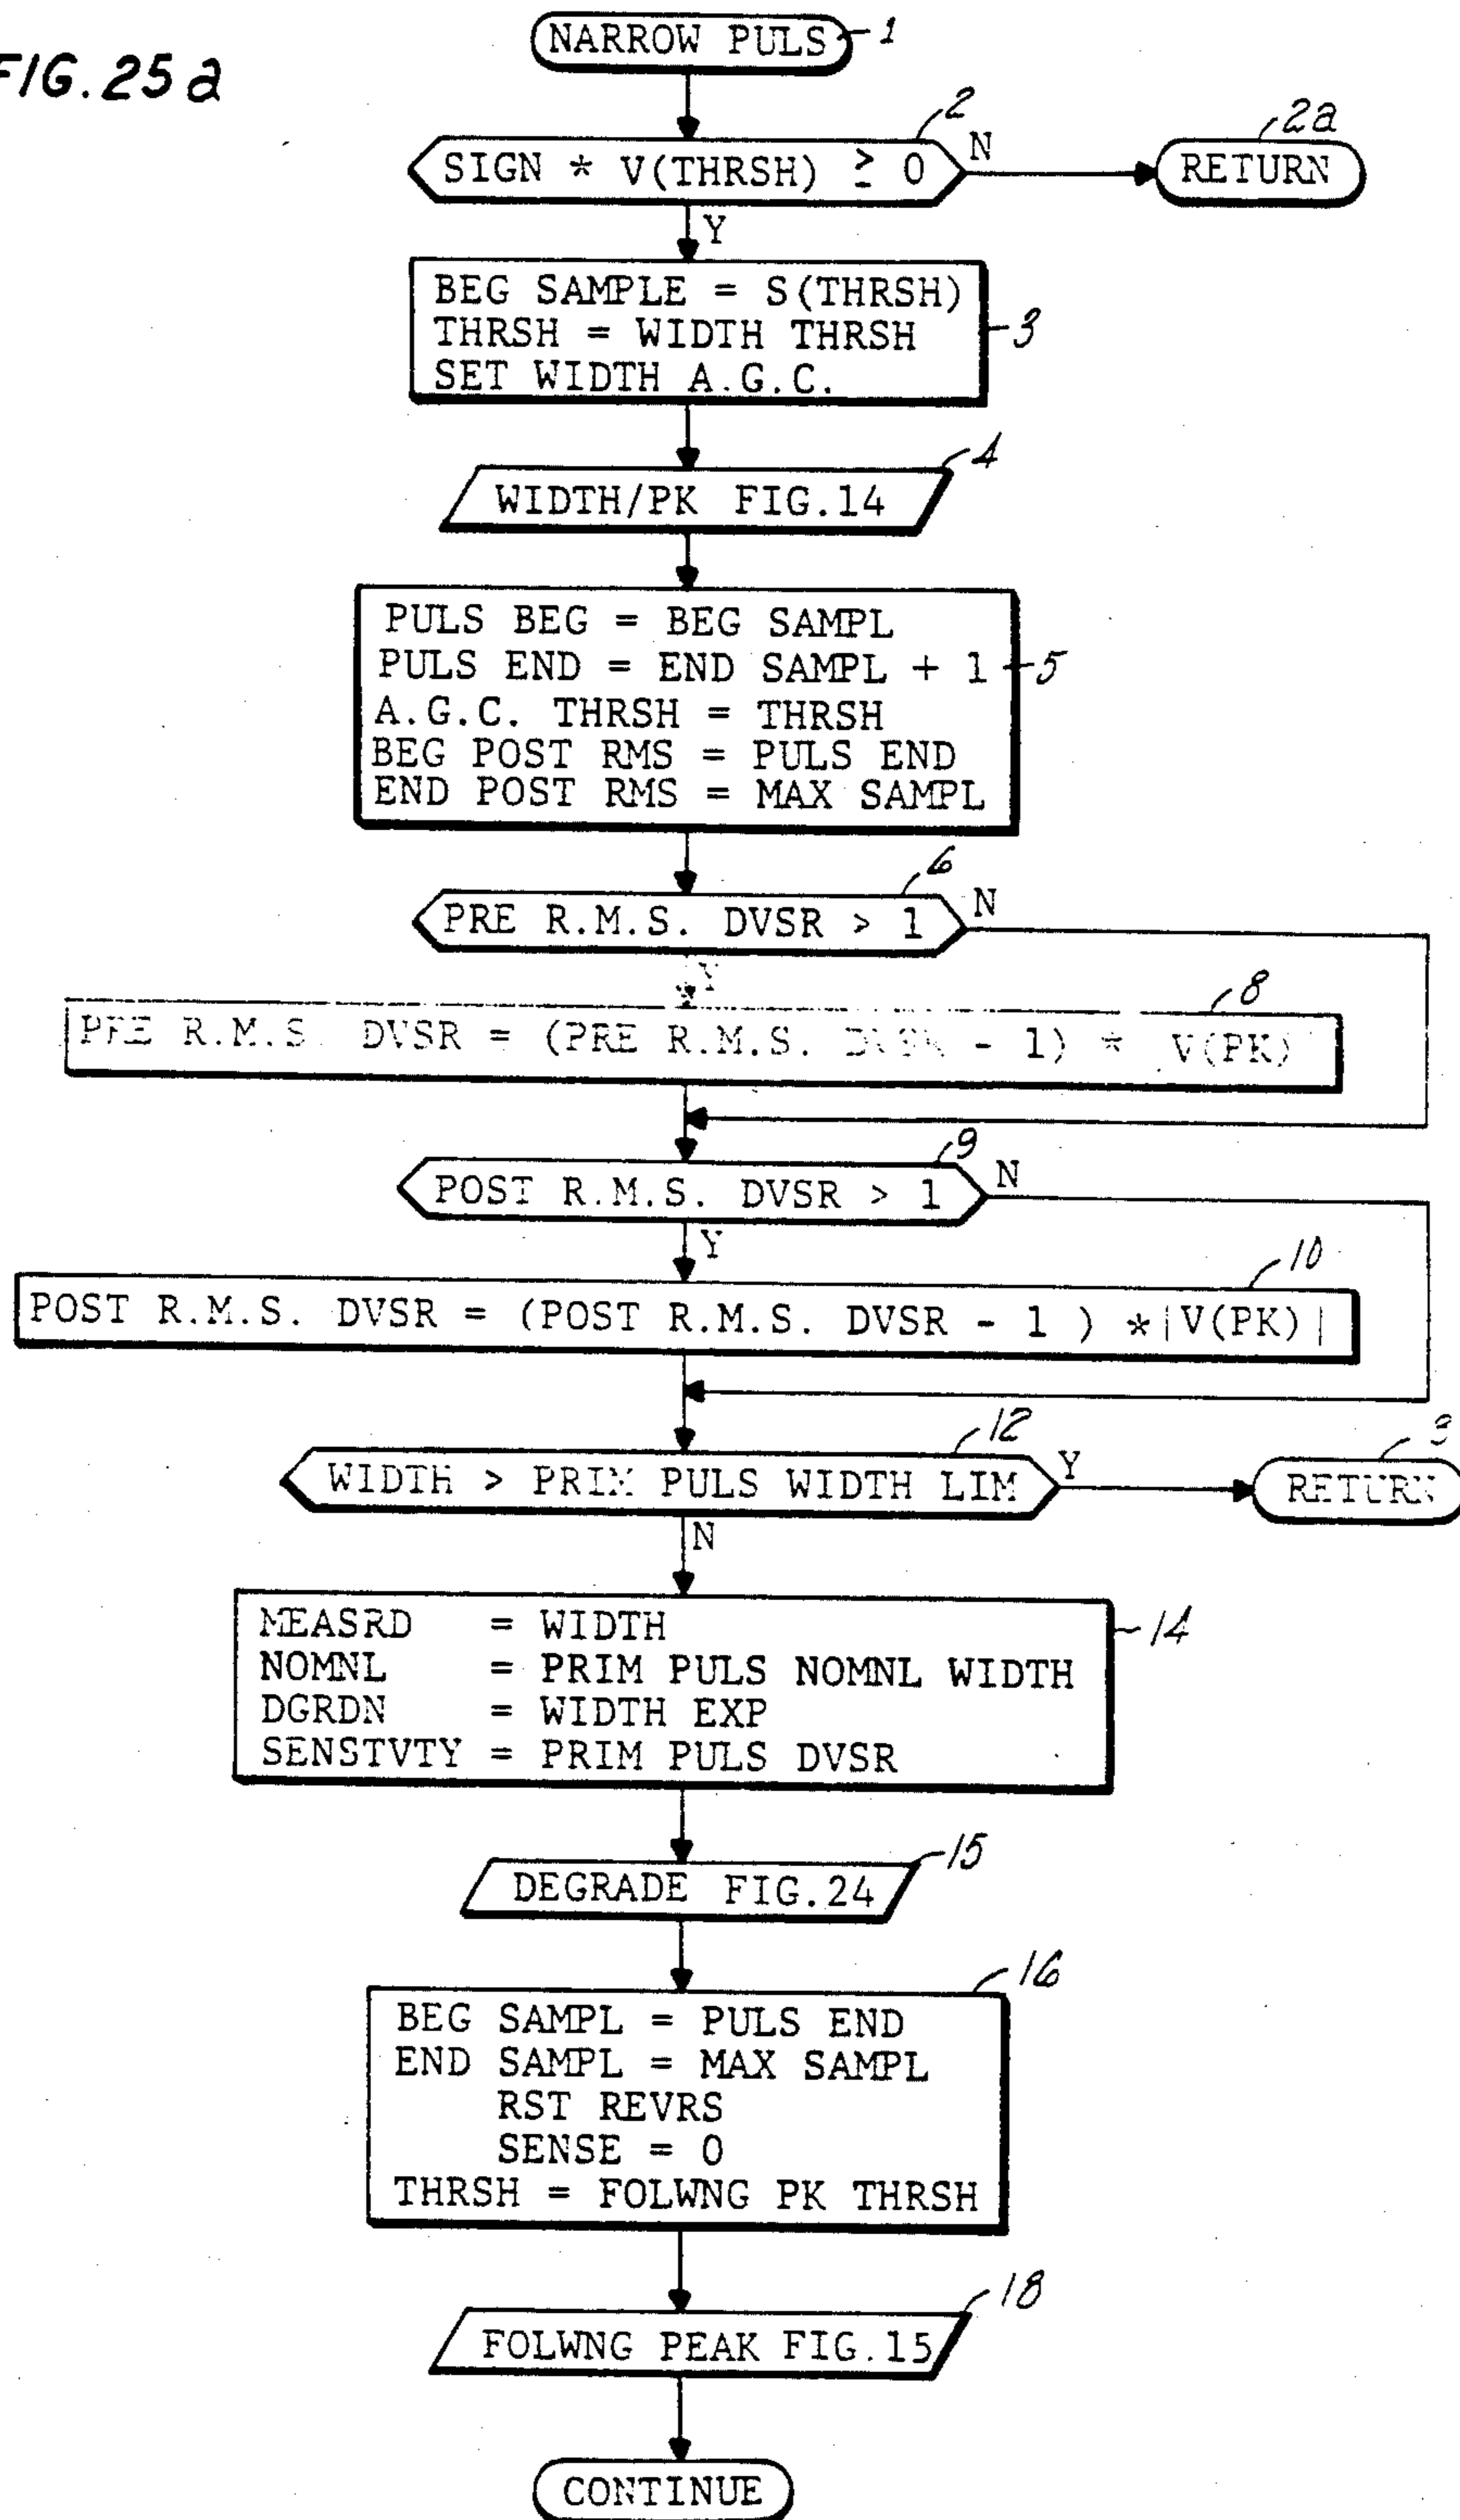 FIG. 25a
NARROW PULS
1
SIGN * V(THRSH) ≥ 0
2
N
RETURN
2a
Y
BEG SAMPLE = S(THRSH)
THRSH = WIDTH THRSH
SET WIDTH A.G.C.
3
WIDTH/PK FIG.14
4
PULS BEG = BEG SAMPL
PULS END = END SAMPL + 1
A.G.C. THRSH = THRSH
BEG POST RMS = PULS END
END POST RMS = MAX SAMPL
5
PRE R.M.S. DVSR > 1
6
N
Y
PRE R.M.S. DVSR = (PRE R.M.S. DVSR - 1) * V(PK)
8
POST R.M.S. DVSR > 1
9
N
Y
POST R.M.S. DVSR = (POST R.M.S. DVSR - 1 ) *|V(PK)|
10
WIDTH > PRIM PULS WIDTH LIM
12
Y
RETURN
N
MEASRD = WIDTH
NOMNL = PRIM PULS NOMNL WIDTH
DGRDN = WIDTH EXP
SENSTVTY = PRIM PULS DVSR
14
DEGRADE FIG.24
15
BEG SAMPL = PULS END
END SAMPL = MAX SAMPL
RST REVRS
SENSE = 0
THRSH = FOLWNG PK THRSH
16
FOLWNG PEAK FIG.15
18
CONTINUE